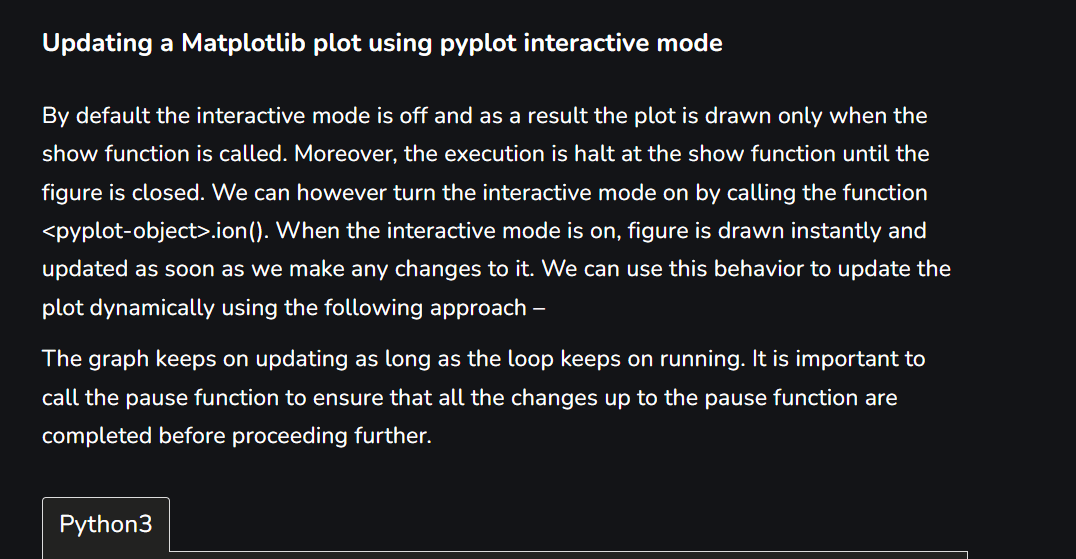 Updating a Matplotlib plot using pyplot interactive mode
By default the interactive mode is off and as a result the plot is drawn only when the
show function is called. Moreover, the execution is halt at the show function until the
figure is closed. We can however turn the interactive mode on by calling the function
<pyplot-object>.ion(). When the interactive mode is on, figure is drawn instantly and
updated as soon as we make any changes to it. We can use this behavior to update the
plot dynamically using the following approach –
The graph keeps on updating as long as the loop keeps on running. It is important to
call the pause function to ensure that all the changes up to the pause function are
completed before proceeding further.
Python3